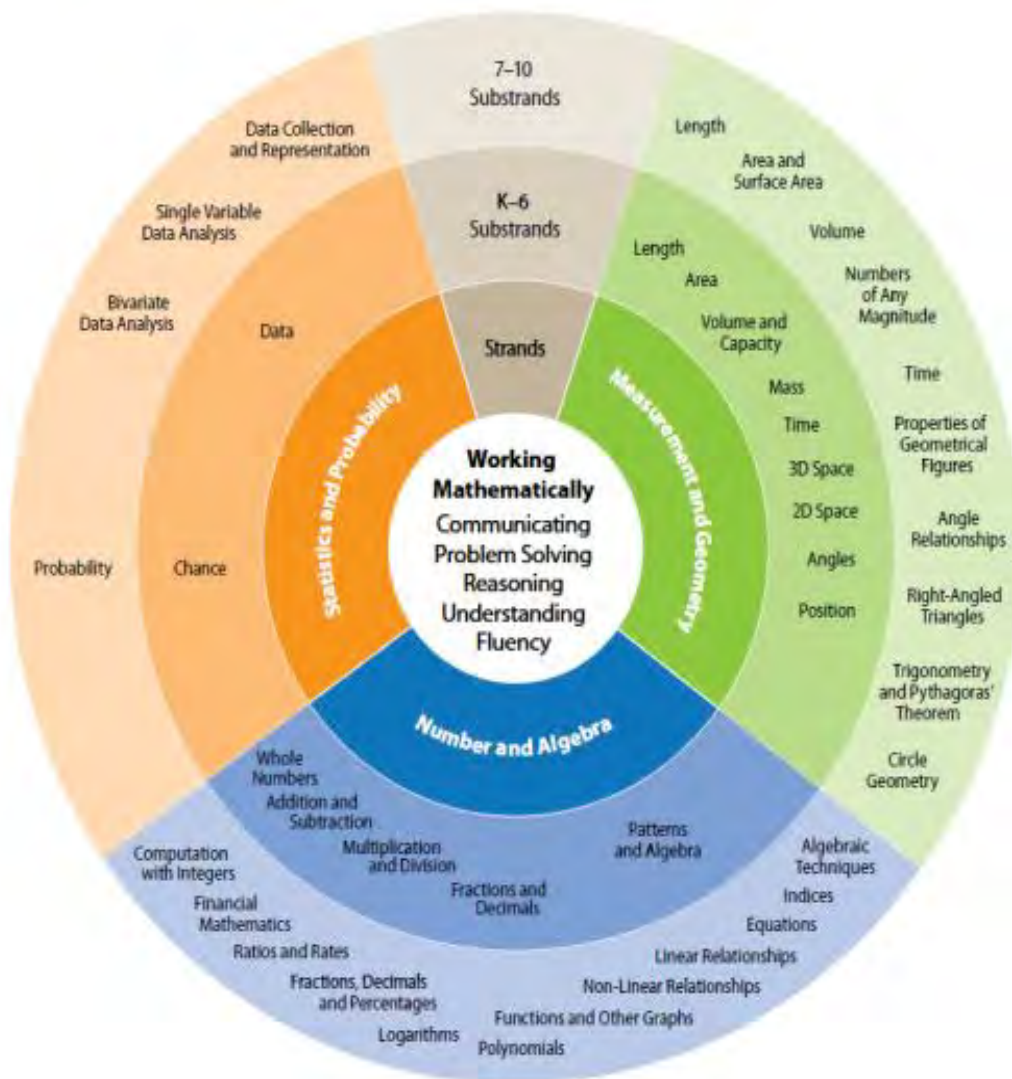 7–10
Substrands
K–6
Substrands
Strands
Working
Mathematically
Communicating
Problem Solving
Reasoning
Understanding
Fluency
Measurement and Geometry
Length
Area
Volume and
Capacity
Mass
Time
3D Space
2D Space
Angles
Position
Length
Area and
Surface Area
Volume
Numbers
of Any
Magnitude
Time
Properties of
Geometrical
Figures
Angle
Relationships
Right-Angled
Triangles
Trigonometry
and Pythagoras'
Theorem
Circle
Geometry
Number and Algebra
Whole
Numbers
Addition and
Subtraction
Multiplication
and Division
Fractions and
Decimals
Patterns
and Algebra
Computation
with Integers
Financial
Mathematics
Ratios and Rates
Fractions, Decimals
and Percentages
Logarithms
Polynomials
Functions and Other Graphs
Non-Linear Relationships
Linear Relationships
Equations
Indices
Algebraic
Techniques
Statistics and Probability
Data
Chance
Data Collection
and Representation
Single Variable
Data Analysis
Bivariate
Data Analysis
Probability